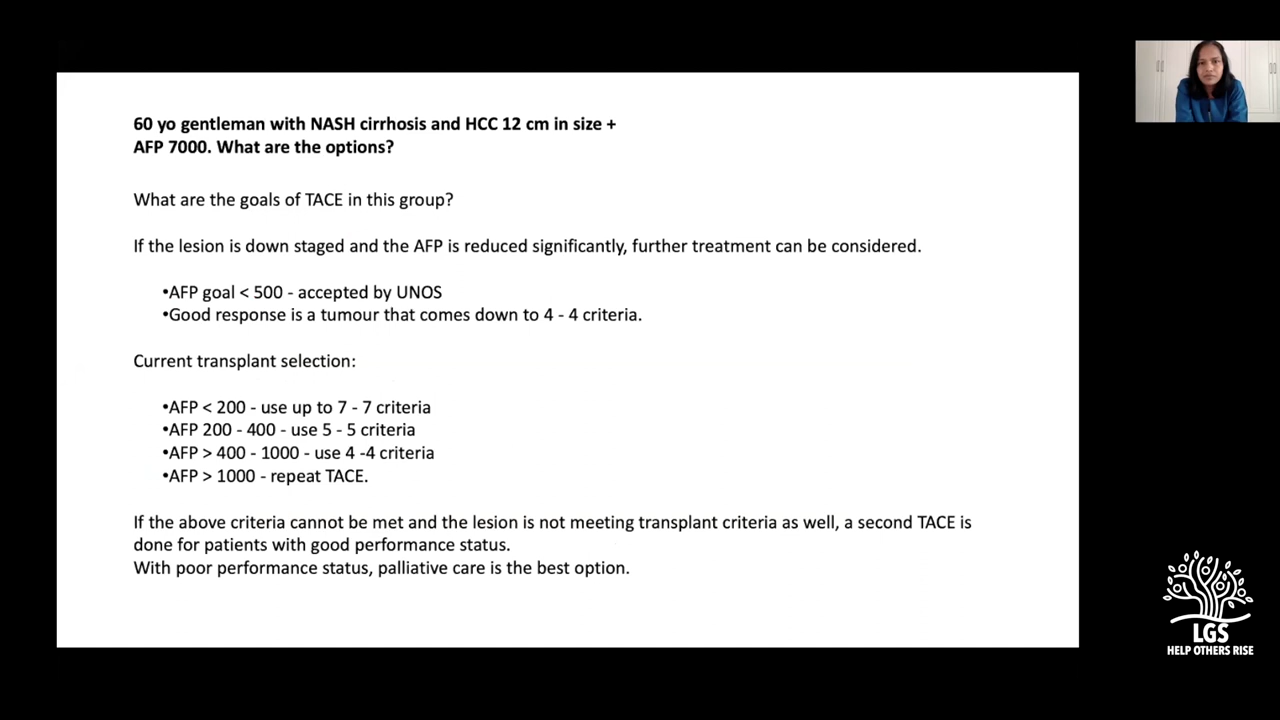 60 yo gentleman with NASH cirrhosis and HCC 12 cm in size +
AFP 7000. What are the options?
What are the goals of TACE in this group?
If the lesion is down staged and the AFP is reduced significantly, further treatment can be considered.
•AFP goal < 500 - accepted by UNOS
•Good response is a tumour that comes down to 4 - 4 criteria.
Current transplant selection:
•AFP < 200 - use up to 7 - 7 criteria
•AFP 200 - 400 - use 5 - 5 criteria
•AFP > 400 - 1000 - use 4 -4 criteria
•AFP > 1000 - repeat TACE.
If the above criteria cannot be met and the lesion is not meeting transplant criteria as well, a second TACE is
done for patients with good performance status.
With poor performance status, palliative care is the best option.
LGS
HELP OTHERS RISE